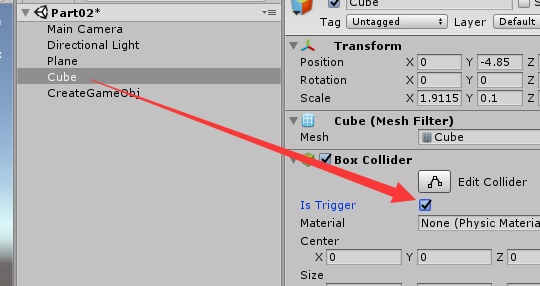 Part02*
Main Camera
Directional Light
Plane
Cube
CreateGameObj
Cube
Tag Untagged Layer Default
Transform
Position X 0 Y -4.85 Z
Rotation X 0 Y 0 Z
Scale X 1.9115 Y 0.1 Z
Cube (Mesh Filter)
Mesh Cube
Box Collider
Edit Collider
Is Trigger
Material None (Physic Materia
Center
X 0 Y 0 Z 0
Size